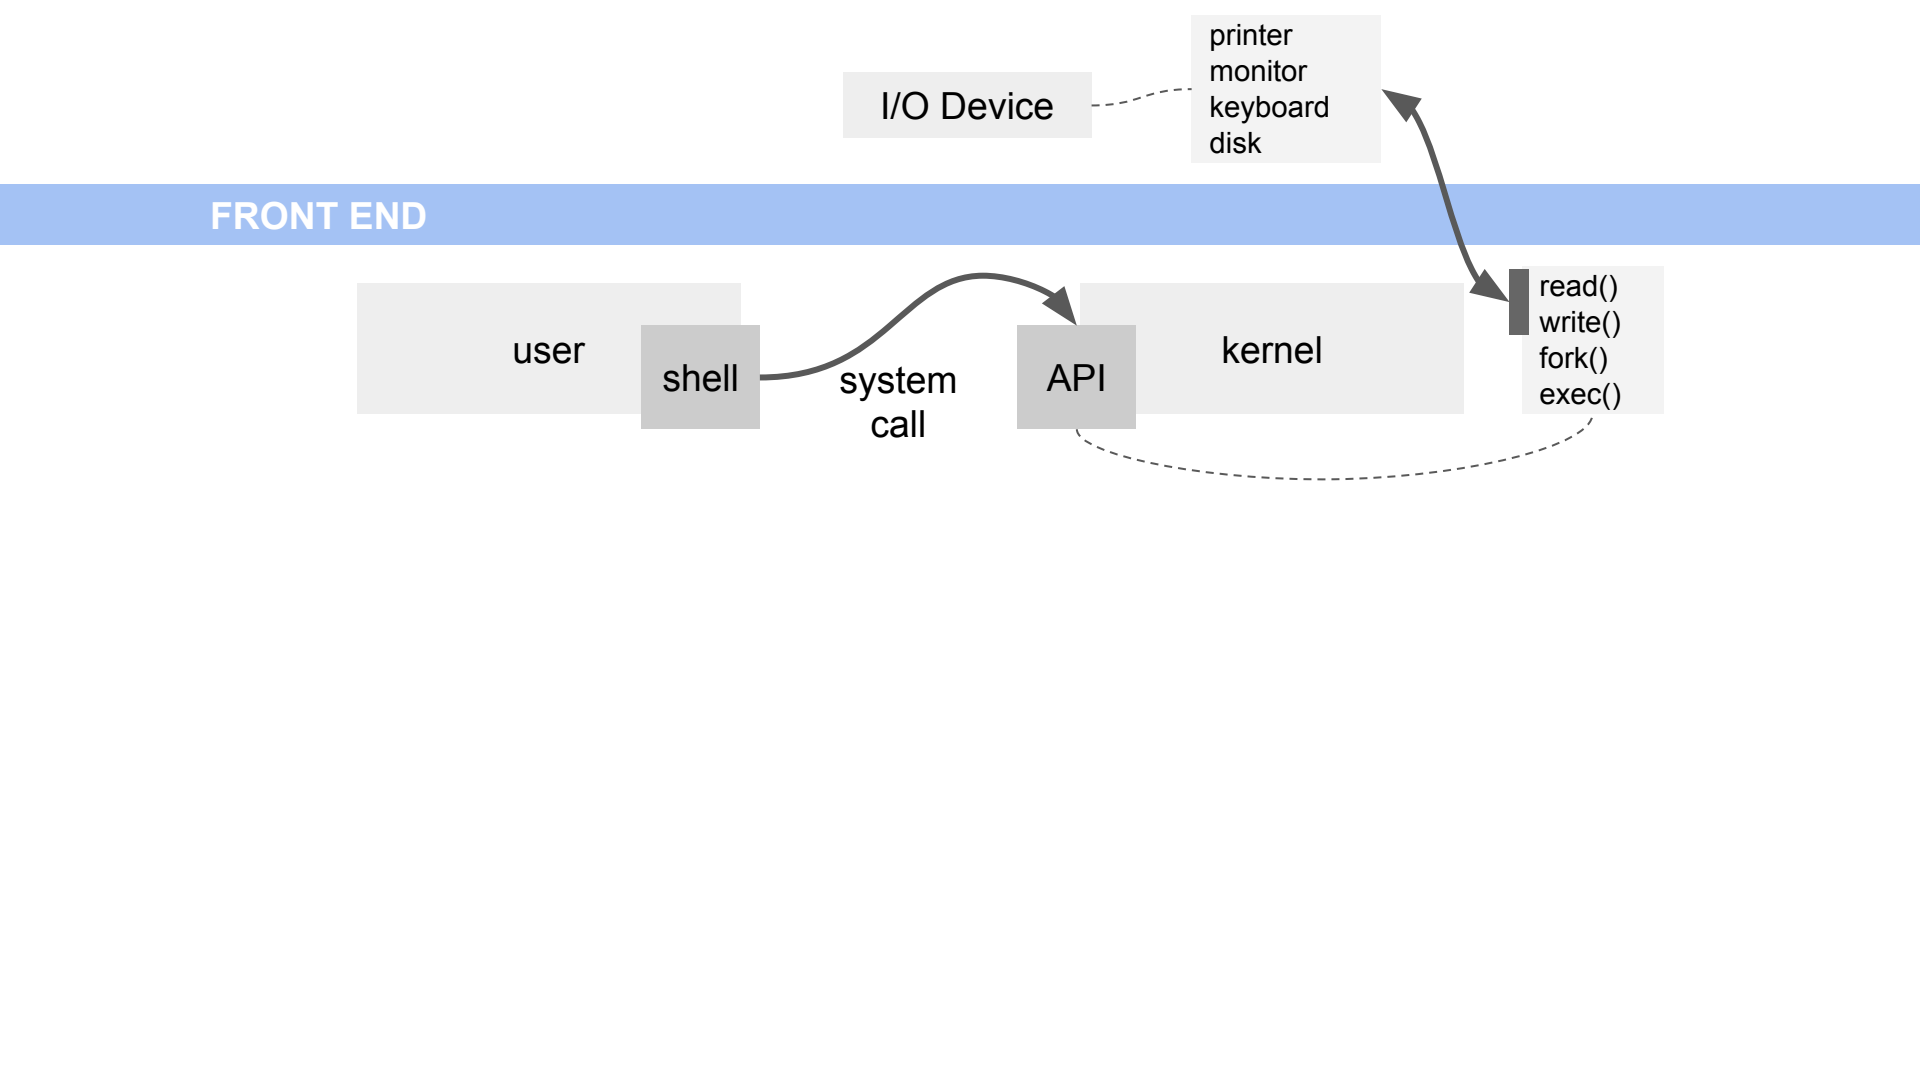 printer
monitor
keyboard
disk
I/O Device
FRONT END
user
shell
system
call
API
kernel
read()
write()
fork()
exec()